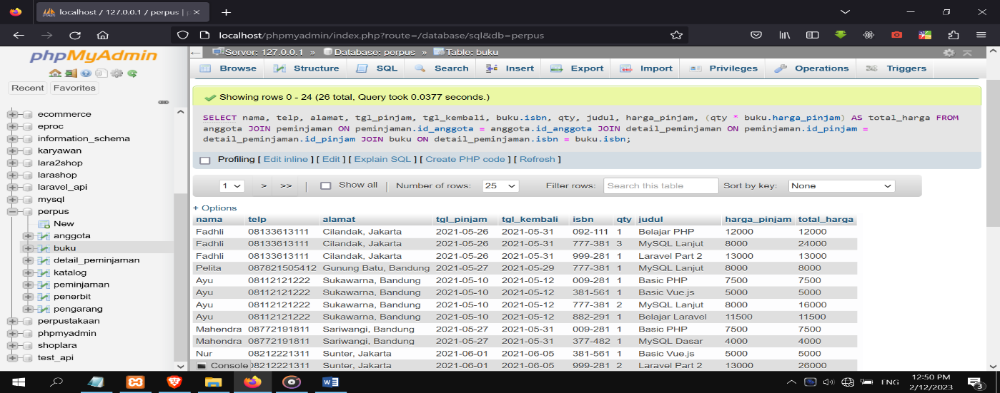 localhost / 127.0.0.1 / perpus | p
localhost/phpmyadmin/index.php?route=/database/sql&db=perpus
phpMyAdmin
Recent Favorites
ecommerce
eproc
information_schema
karyawan
lara2shop
larashop
laravel_api
mysql
perpus
New
anggota
buku
detail_peminjaman
katalog
peminjaman
penerbit
pengarang
perpustakaan
phpmyadmin
shoplara
test_api
Server: 127.0.0.1 » Database: perpus » Table: buku
Browse Structure SQL Search Insert Export Import Privileges Operations Triggers
Showing rows 0 - 24 (26 total, Query took 0.0377 seconds.)
SELECT nama, telp, alamat, tgl_pinjam, tgl_kembali, buku.isbn, qty, judul, harga_pinjam, (qty * buku.harga_pinjam) AS total_harga FROM
anggota JOIN peminjaman ON peminjaman.id_anggota = anggota.id_anggota JOIN detail_peminjaman ON peminjaman.id_pinjam =
detail_peminjaman.id_pinjam JOIN buku ON detail_peminjaman.isbn = buku.isbn;
Profiling [ Edit inline ] [ Edit ] [ Explain SQL ] [ Create PHP code ] [ Refresh ]
1 > >> | Show all | Number of rows: 25 Filter rows: Search this table Sort by key: None
+ Options
nama telp alamat tgl_pinjam tgl_kembali isbn qty judul harga_pinjam total_harga
Fadhli 08133613111 Cilandak, Jakarta 2021-05-26 2021-05-31 092-111 1 Belajar PHP 12000 12000
Fadhli 08133613111 Cilandak, Jakarta 2021-05-26 2021-05-31 777-381 3 MySQL Lanjut 8000 24000
Fadhli 08133613111 Cilandak, Jakarta 2021-05-26 2021-05-31 999-281 1 Laravel Part 2 13000 13000
Pelita 087821505412 Gunung Batu, Bandung 2021-05-27 2021-05-29 777-381 1 MySQL Lanjut 8000 8000
Ayu 08112121222 Sukawarna, Bandung 2021-05-10 2021-05-12 009-281 1 Basic PHP 7500 7500
Ayu 08112121222 Sukawarna, Bandung 2021-05-10 2021-05-12 381-561 1 Basic Vue.js 5000 5000
Ayu 08112121222 Sukawarna, Bandung 2021-05-10 2021-05-12 777-381 2 MySQL Lanjut 8000 16000
Ayu 08112121222 Sukawarna, Bandung 2021-05-10 2021-05-12 882-291 1 Belajar Laravel 11500 11500
Mahendra 08772191811 Sariwangi, Bandung 2021-05-27 2021-05-31 009-281 1 Basic PHP 7500 7500
Mahendra 08772191811 Sariwangi, Bandung 2021-05-27 2021-05-31 377-482 1 MySQL Dasar 4000 4000
Nur 08212221311 Sunter, Jakarta 2021-06-01 2021-06-05 381-561 1 Basic Vue.js 5000 5000
Console 08212221311 Sunter, Jakarta 2021-06-01 2021-06-05 999-281 2 Laravel Part 2 13000 26000
ENG 12:50 PM
2/12/2023 3